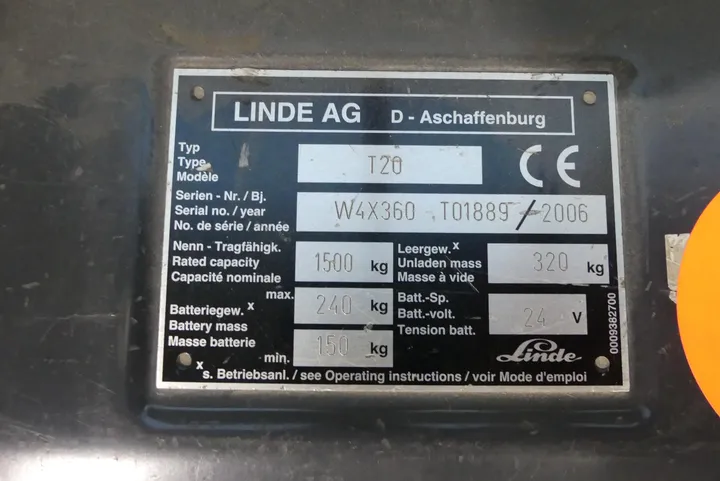 LINDE AG D - Aschaffenburg
Typ
Type
Modèle
T20
CE
Serien - Nr. / Bj.
Serial no. / year
No. de série / année
W4X360 T01889 / 2006
Nenn - Tragfähigk.
Rated capacity
Capacité nominale
1500 kg
Leergew. x
Unladen mass
Masse à vide
320 kg
Batteriegew. x
Battery mass
Masse batterie
max.
240 kg
min.
150 kg
Batt.-Sp.
Batt.-volt.
Tension batt.
24 V
Linde
x s. Betriebsanl. / see Operating instructions / voir Mode d'emploi
0009382700